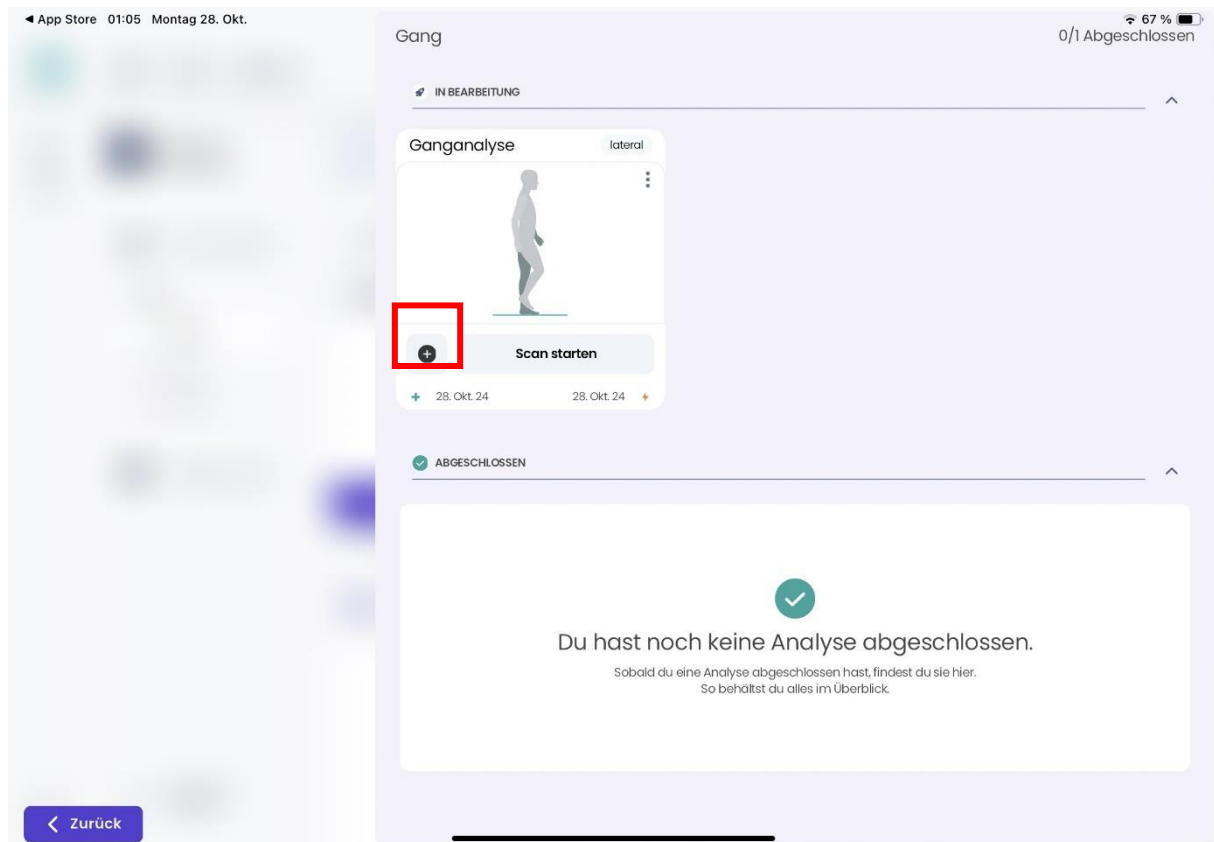 App Store 01:05 Montag 28. Okt.
67 %
Gang
0/1 Abgeschlossen
IN BEARBEITUNG
Ganganalyse
lateral
Scan starten
28. Okt. 24
28. Okt. 24
ABGESCHLOSSEN
Du hast noch keine Analyse abgeschlossen.
Sobald du eine Analyse abgeschlossen hast, findest du sie hier.
So behältst du alles im Überblick.
Zurück